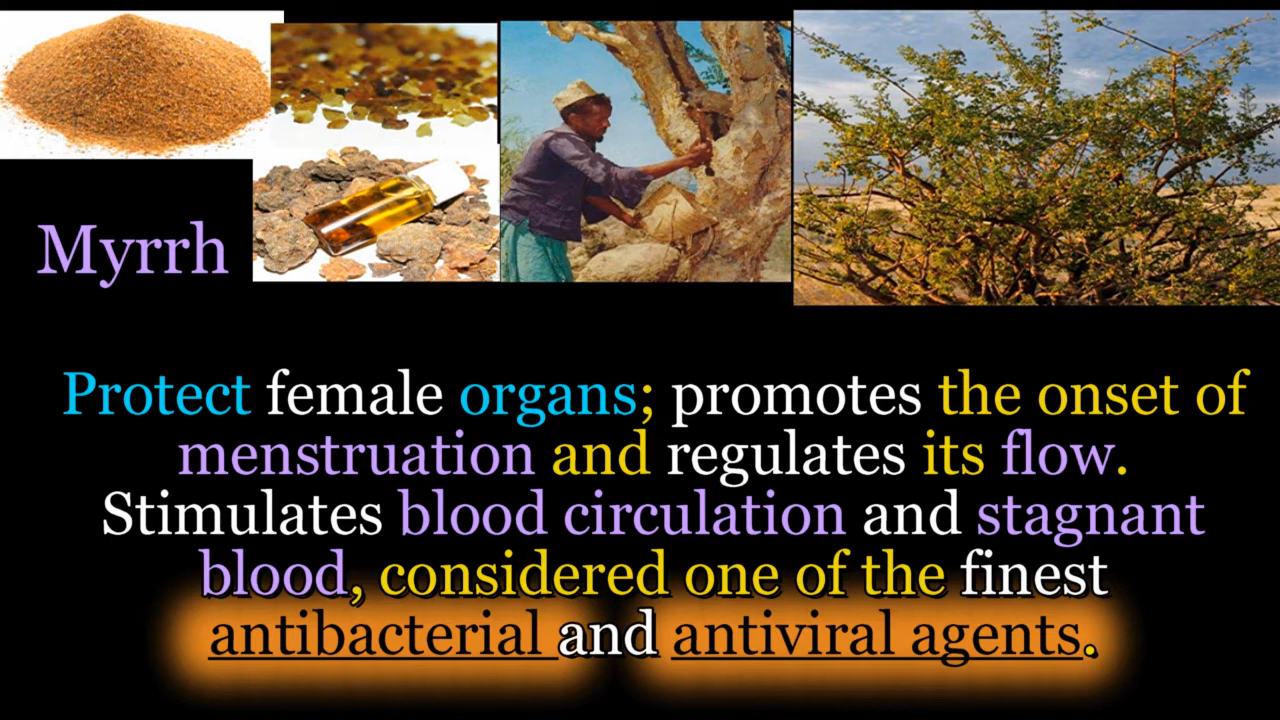 Myrrh
Protect female organs; promotes the onset of
menstruation and regulates its flow.
Stimulates blood circulation and stagnant
blood, considered one of the finest
antibacterial and antiviral agents.